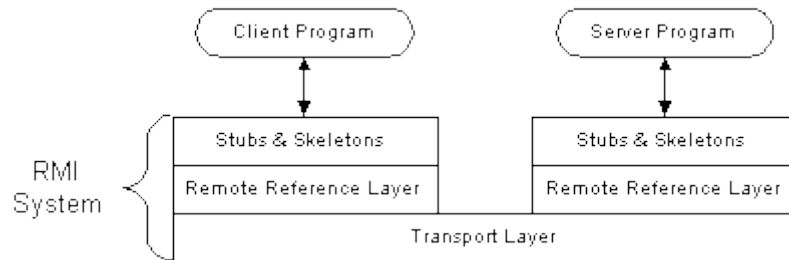 Client Program
Server Program
Stubs & Skeletons
Stubs & Skeletons
RMI
System
Remote Reference Layer
Remote Reference Layer
Transport Layer